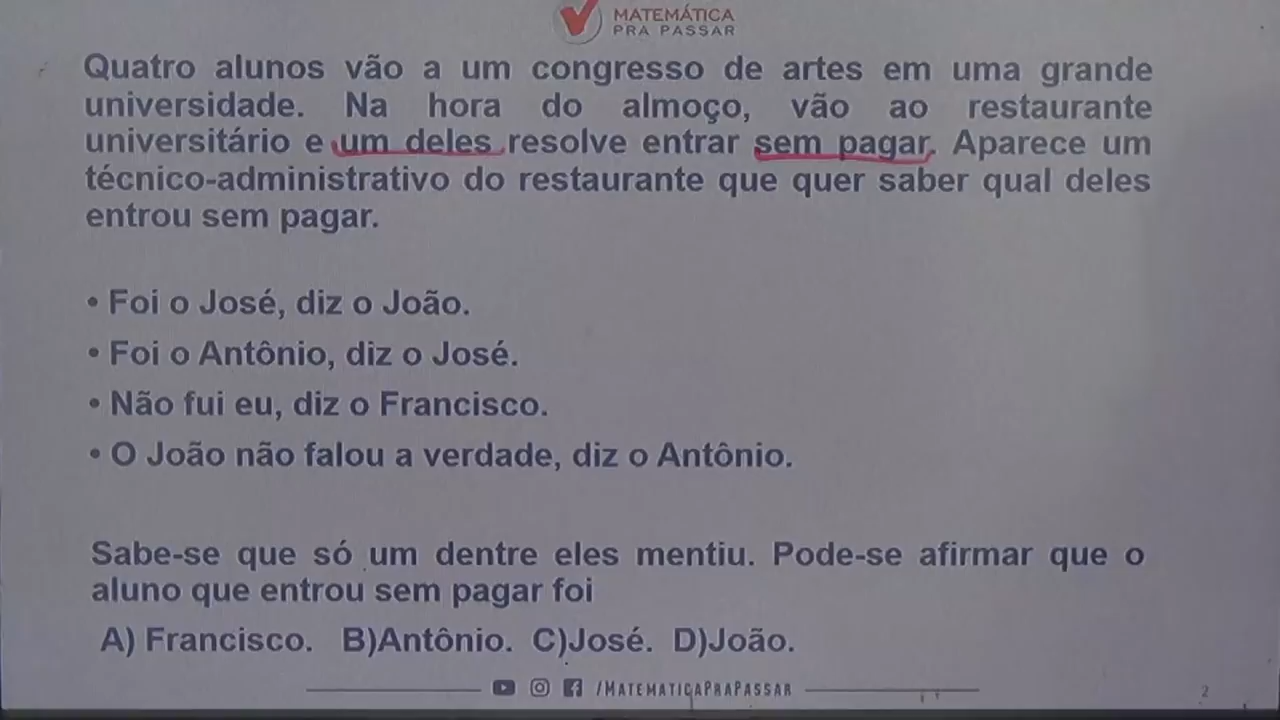 MATEMÁTICA
PRA PASSAR
Quatro alunos vão a um congresso de artes em uma grande
universidade. Na hora do almoço, vão ao restaurante
universitário e um deles resolve entrar sem pagar. Aparece um
técnico-administrativo do restaurante que quer saber qual deles
entrou sem pagar.
• Foi o José, diz o João.
• Foi o Antônio, diz o José.
• Não fui eu, diz o Francisco.
• O João não falou a verdade, diz o Antônio.
Sabe-se que só um dentre eles mentiu. Pode-se afirmar que o
aluno que entrou sem pagar foi
A) Francisco. B)Antônio. C)José. D)João.
/MATEMATICAPRAPASSAR
2